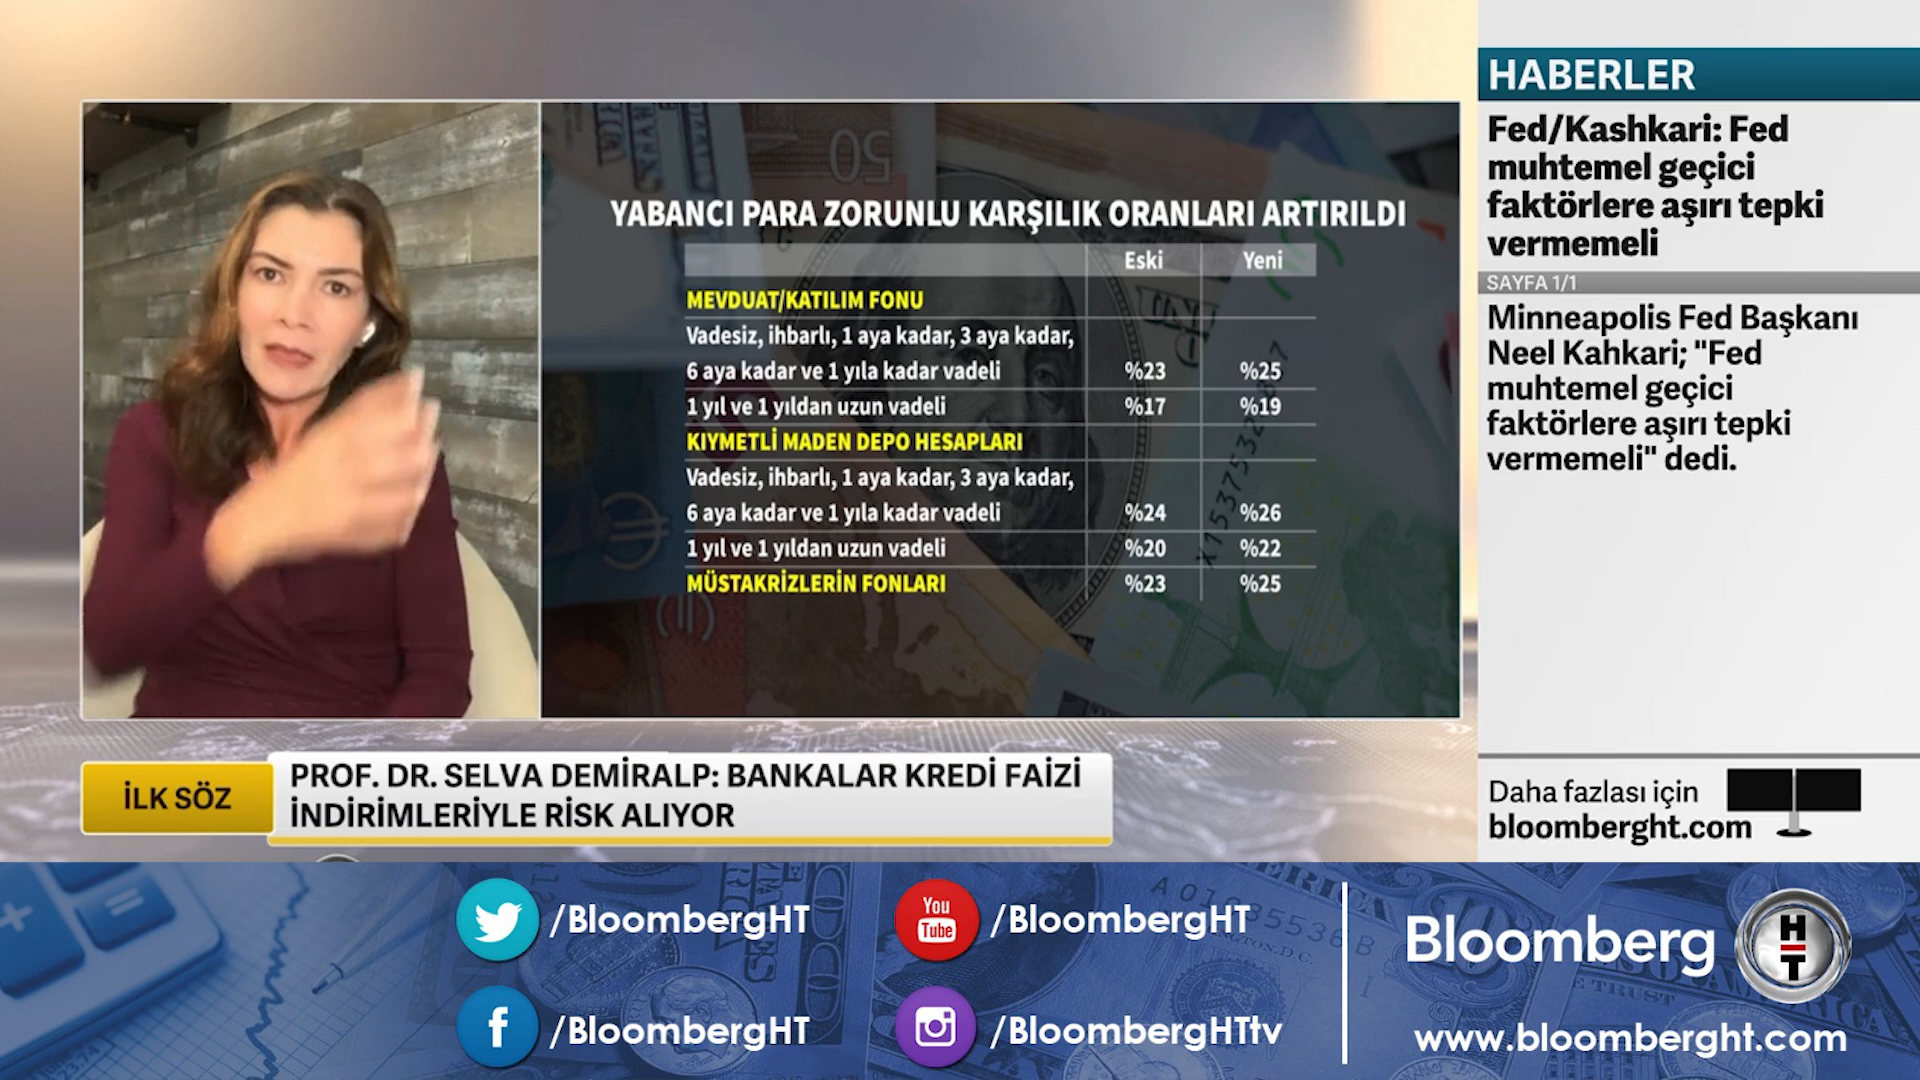 YABANCI PARA ZORUNLU KARŞILIK ORANLARI ARTIRILDI
Eski Yeni
MEVDUAT/KATILIM FONU
Vadesiz, ihbarlı, 1 aya kadar, 3 aya kadar,
6 aya kadar ve 1 yıla kadar vadeli %23 %25
1 yıl ve 1 yıldan uzun vadeli %17 %19
KIYMETLİ MADEN DEPO HESAPLARI
Vadesiz, ihbarlı, 1 aya kadar, 3 aya kadar,
6 aya kadar ve 1 yıla kadar vadeli %24 %26
1 yıl ve 1 yıldan uzun vadeli %20 %22
MÜSTAKRİZLERİN FONLARI %23 %25
HABERLER
Fed/Kashkari: Fed
muhtemel geçici
faktörlere aşırı tepki
vermemeli
SAYFA 1/1
Minneapolis Fed Başkanı
Neel Kahkari; "Fed
muhtemel geçici
faktörlere aşırı tepki
vermemeli" dedi.
Daha fazlası için
bloomberght.com
İLK SÖZ
PROF. DR. SELVA DEMİRALP: BANKALAR KREDİ FAİZİ
İNDİRİMLERİYLE RİSK ALIYOR
/BloombergHT
You
Tube
/BloombergHT
f
/BloombergHT
/BloombergHTtv
Bloomberg
HT
www.bloomberght.com